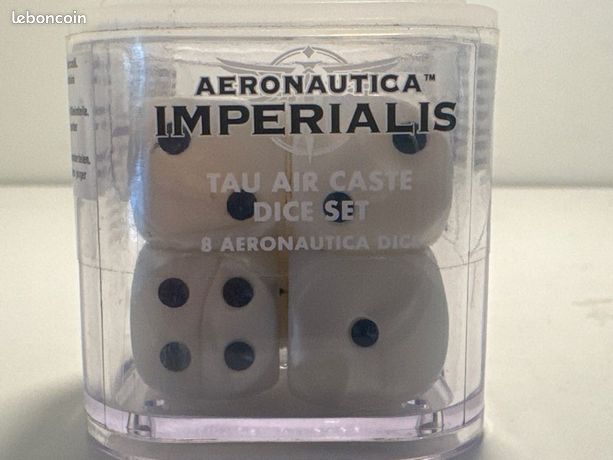 leboncoin
AERONAUTICA™
IMPERIALIS
TAU AIR CASTE
DICE SET
8 AERONAUTICA DICE